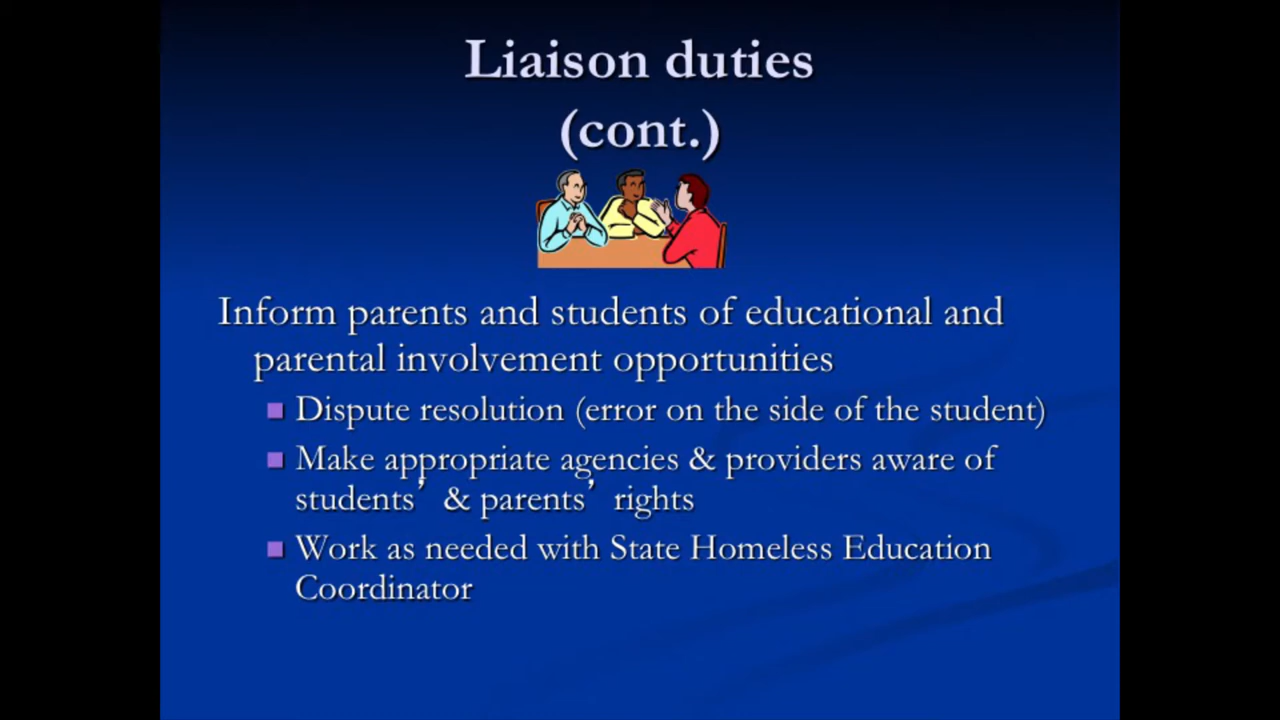 Liaison duties
(cont.)
Inform parents and students of educational and
parental involvement opportunities
Dispute resolution (error on the side of the student)
Make appropriate agencies & providers aware of
students’ & parents’ rights
Work as needed with State Homeless Education
Coordinator